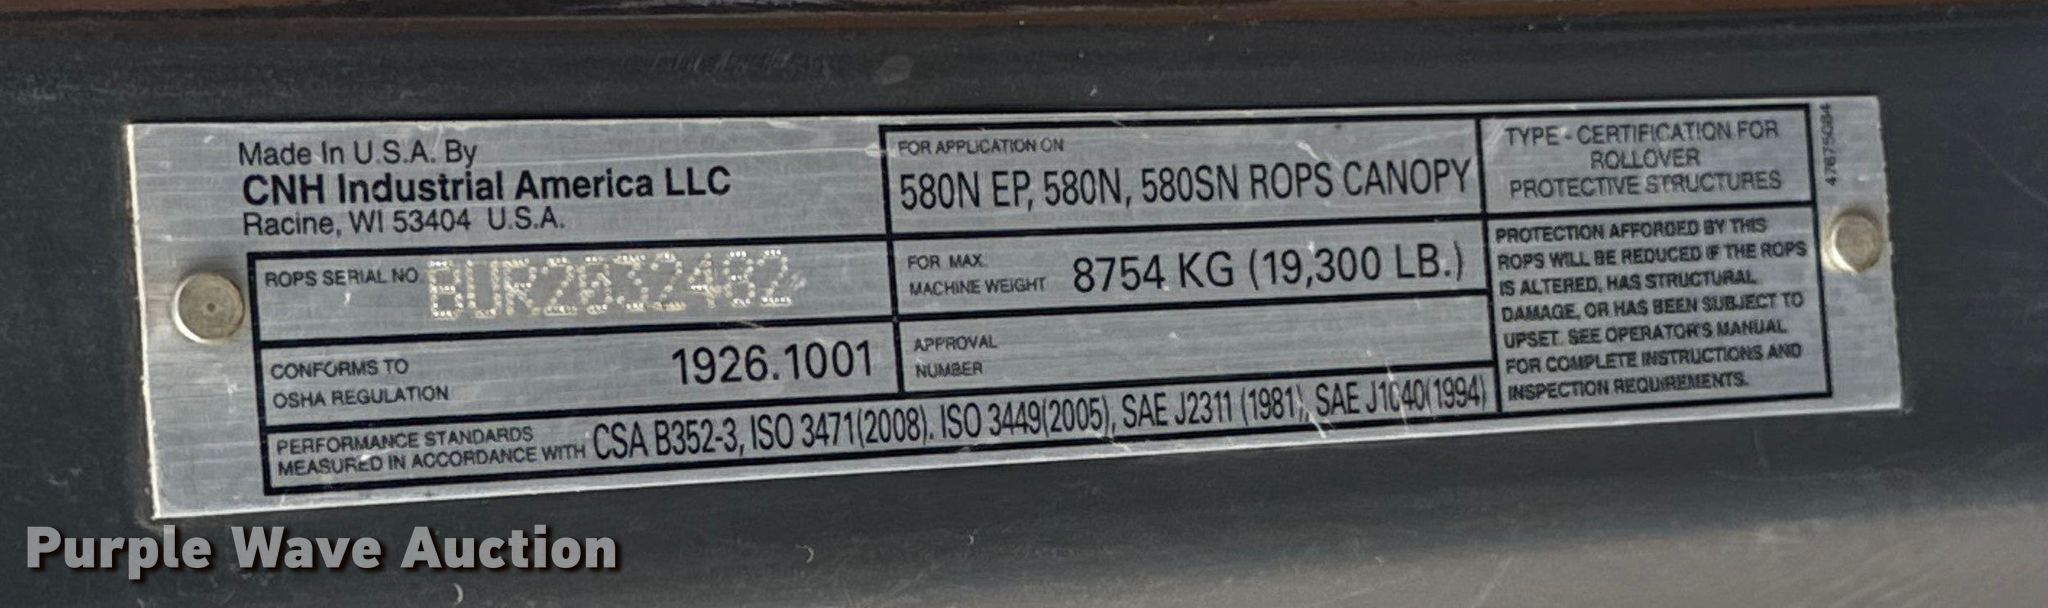 Made In U.S.A. By
CNH Industrial America LLC
Racine, WI 53404 U.S.A.
ROPS SERIAL NO.
BUR2032482
CONFORMS TO
OSHA REGULATION
1926.1001
PERFORMANCE STANDARDS
MEASURED IN ACCORDANCE WITH
CSA B352-3, ISO 3471(2008). ISO 3449(2005), SAE J2311 (1981), SAE J1040(1994)
FOR APPLICATION ON
580N EP, 580N, 580SN ROPS CANOPY
FOR MAX.
MACHINE WEIGHT
8754 KG (19,300 LB.)
APPROVAL
NUMBER
TYPE - CERTIFICATION FOR
ROLLOVER
PROTECTIVE STRUCTURES
PROTECTION AFFORDED BY THIS
ROPS WILL BE REDUCED IF THE ROPS
IS ALTERED, HAS STRUCTURAL
DAMAGE, OR HAS BEEN SUBJECT TO
UPSET. SEE OPERATOR'S MANUAL
FOR COMPLETE INSTRUCTIONS AND
INSPECTION REQUIREMENTS.
47675084
Purple Wave Auction